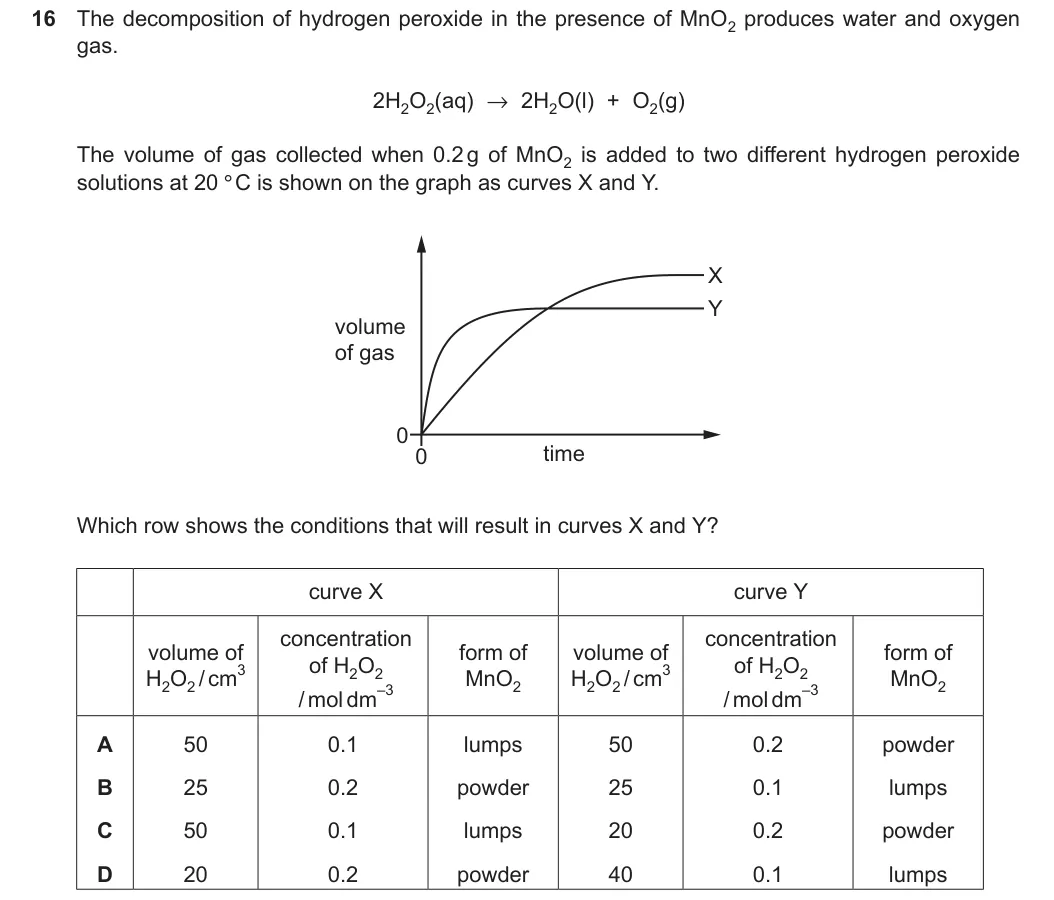 16 The decomposition of hydrogen peroxide in the presence of MnO₂ produces water and oxygen
gas.
2H₂O₂(aq) → 2H₂O(l) + O₂(g)
The volume of gas collected when 0.2 g of MnO₂ is added to two different hydrogen peroxide
solutions at 20 °C is shown on the graph as curves X and Y.
X
Y
volume
of gas
0
0
time
Which row shows the conditions that will result in curves X and Y?
curve X curve Y
volume of H₂O₂ / cm³ concentration of H₂O₂ / mol dm⁻³ form of MnO₂ volume of H₂O₂ / cm³ concentration of H₂O₂ / mol dm⁻³ form of MnO₂
A 50 0.1 lumps 50 0.2 powder
B 25 0.2 powder 25 0.1 lumps
C 50 0.1 lumps 20 0.2 powder
D 20 0.2 powder 40 0.1 lumps